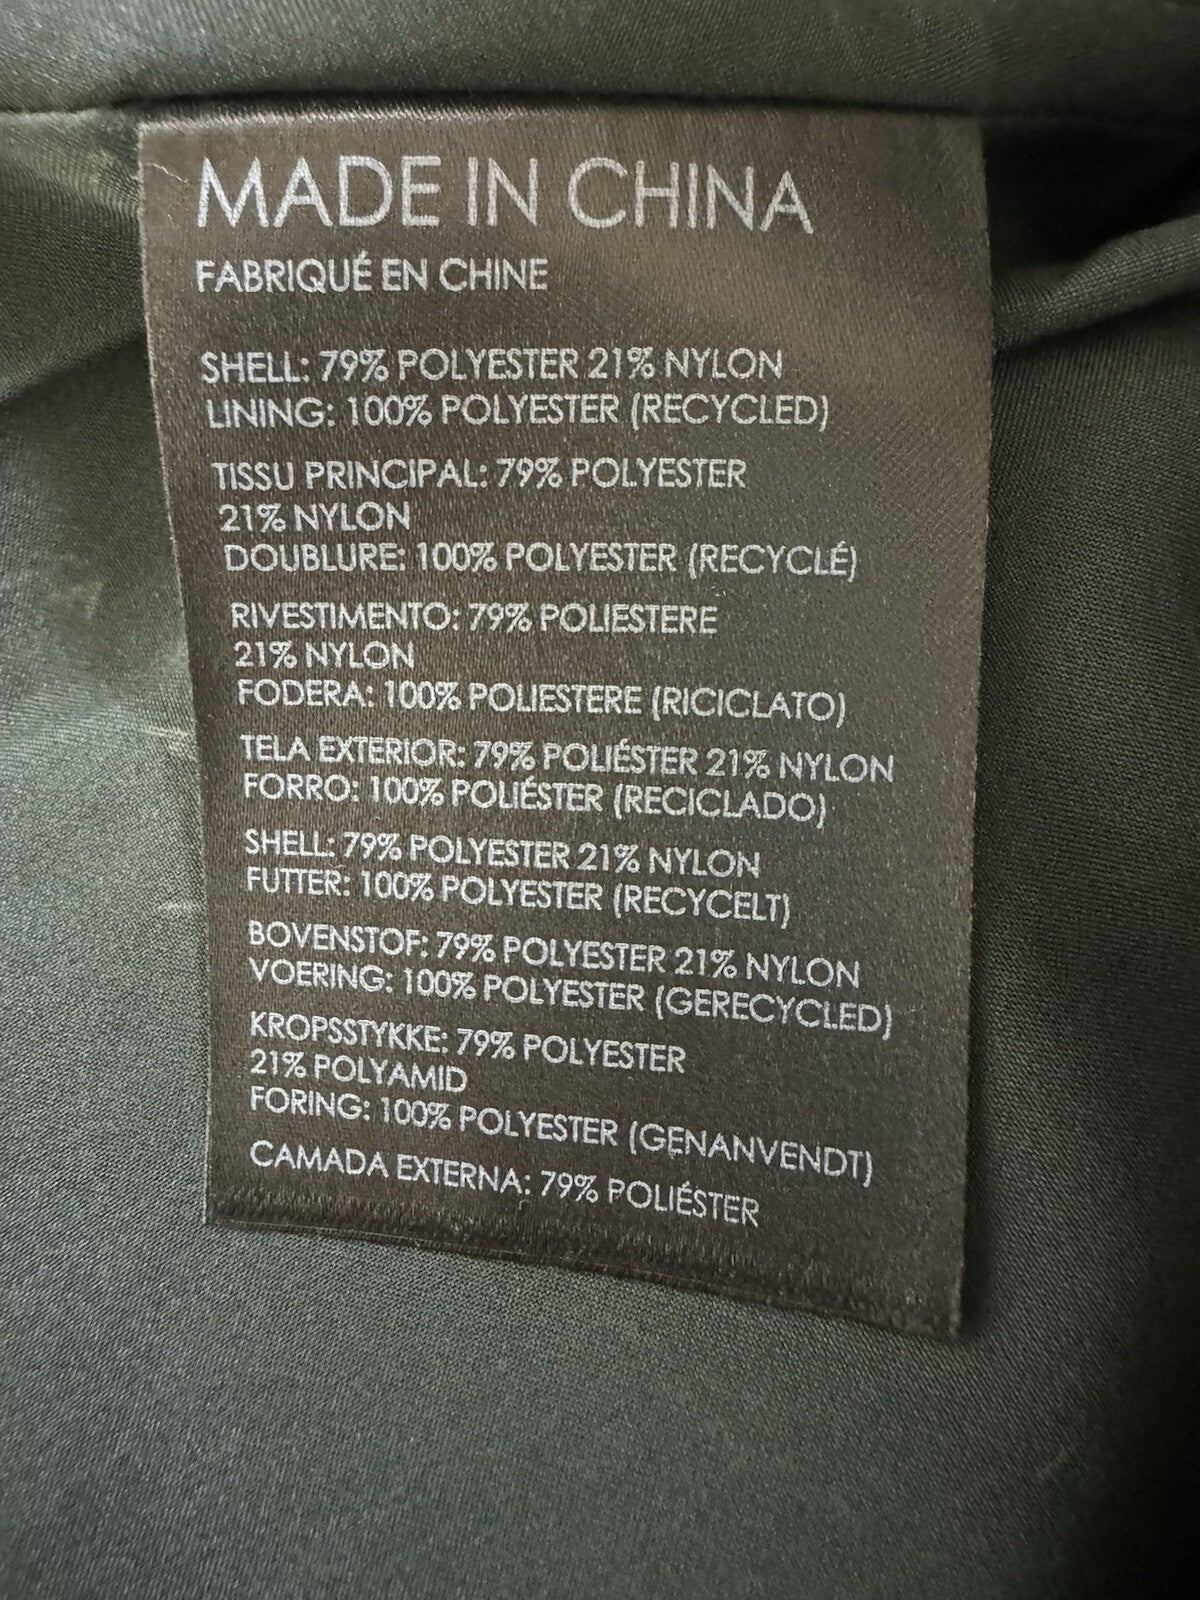 MADE IN CHINA
FABRIQUÉ EN CHINE
SHELL: 79% POLYESTER 21% NYLON
LINING: 100% POLYESTER (RECYCLED)
TISSU PRINCIPAL: 79% POLYESTER
21% NYLON
DOUBLURE: 100% POLYESTER (RECYCLÉ)
RIVESTIMENTO: 79% POLIESTERE
21% NYLON
FODERA: 100% POLIESTERE (RICICLATO)
TELA EXTERIOR: 79% POLIÉSTER 21% NYLON
FORRO: 100% POLIÉSTER (RECICLADO)
SHELL: 79% POLYESTER 21% NYLON
FUTTER: 100% POLYESTER (RECYCELT)
BOVENSTOF: 79% POLYESTER 21% NYLON
VOERING: 100% POLYESTER (GERECYCLED)
KROPSSTYKKE: 79% POLYESTER
21% POLYAMID
FORING: 100% POLYESTER (GENANVENDT)
CAMADA EXTERNA: 79% POLIÉSTER